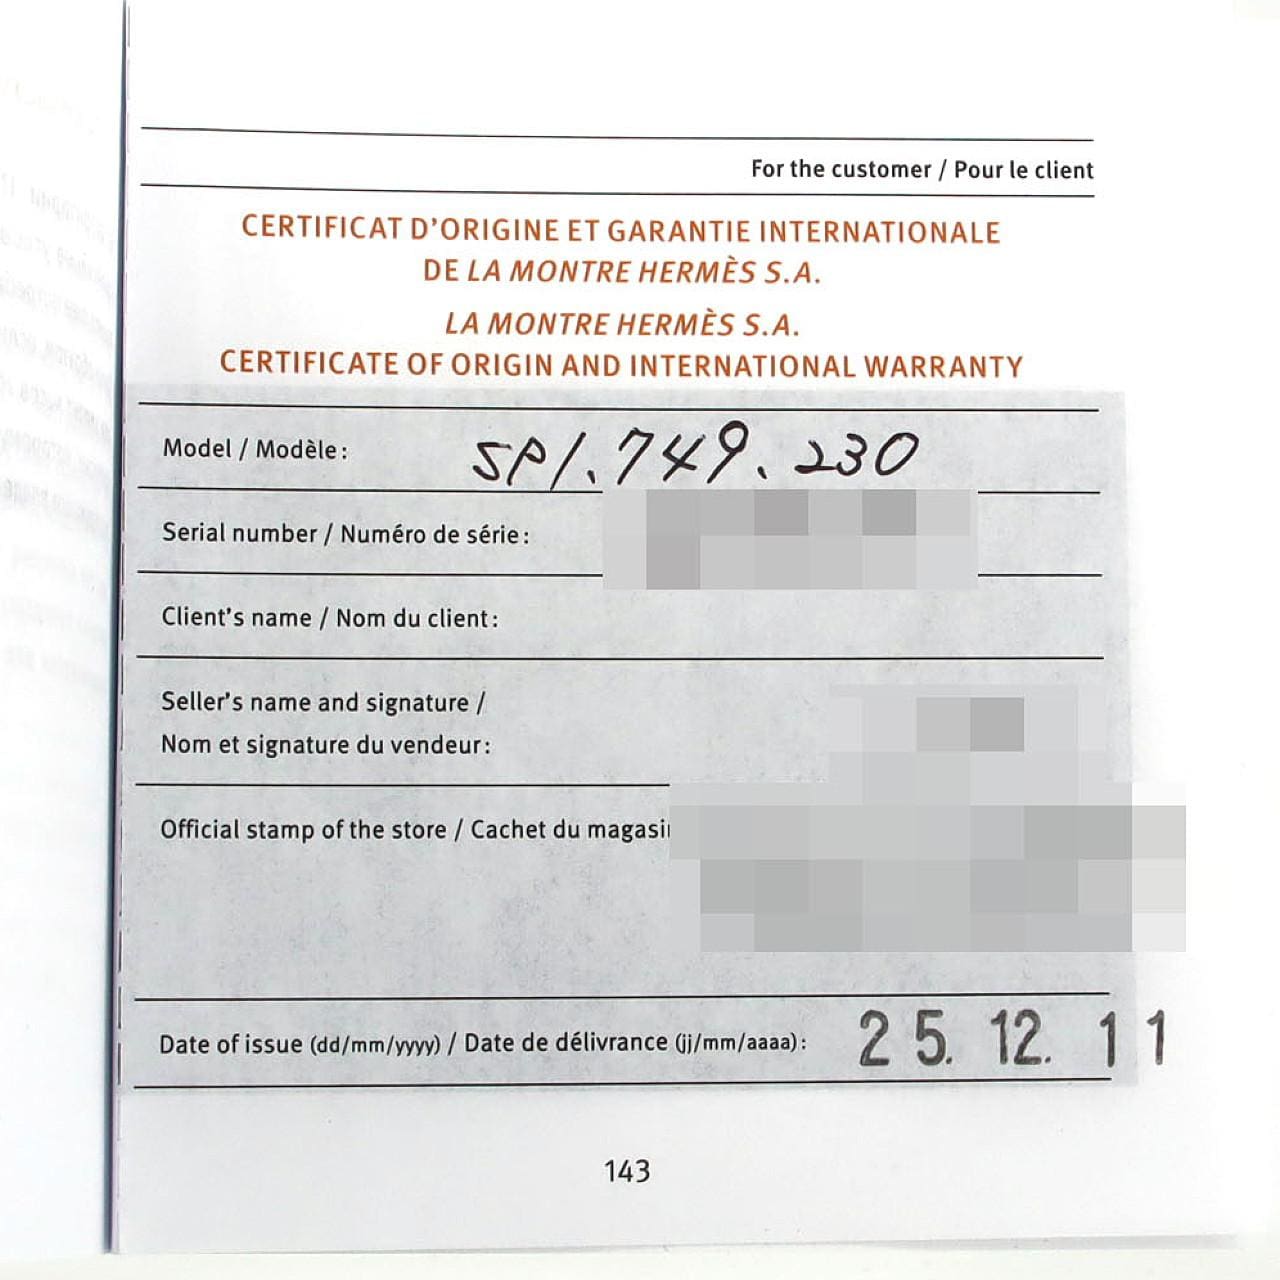 For the customer / Pour le client
CERTIFICAT D'ORIGINE ET GARANTIE INTERNATIONALE
DE LA MONTRE HERMÈS S.A.
LA MONTRE HERMÈS S.A.
CERTIFICATE OF ORIGIN AND INTERNATIONAL WARRANTY
Model / Modèle : SP1.749.230
Serial number / Numéro de série :
Client's name / Nom du client :
Seller's name and signature /
Nom et signature du vendeur :
Official stamp of the store / Cachet du
Date of issue (dd/mm/yyyy) / Date de délivrance (jj/mm/aaaa) : 25. 12. 11
143